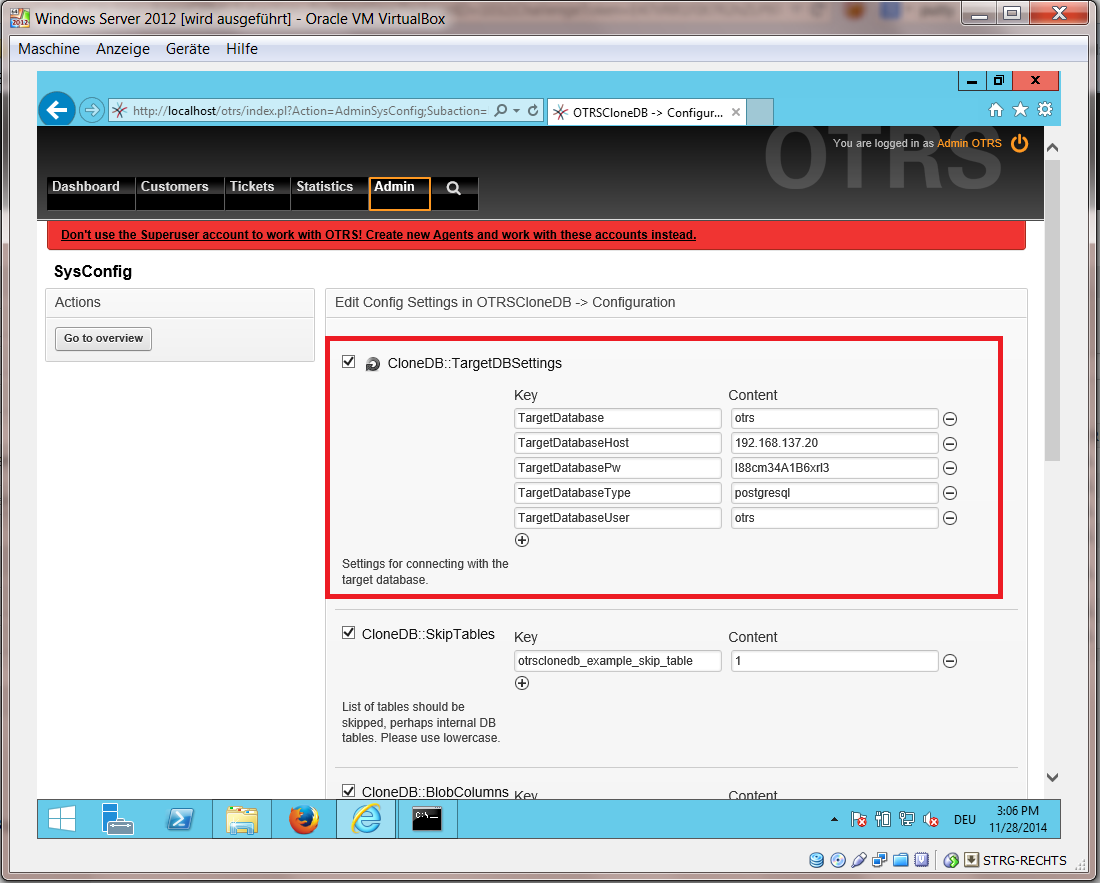 Windows Server 2012 [wird ausgeführt] - Oracle VM VirtualBox
Maschine Anzeige Geräte Hilfe
http://localhost/otrs/index.pl?Action=AdminSysConfig;Subaction=
OTRSCloneDB -> Configur...
OTRS
You are logged in as Admin OTRS
Dashboard Customers Tickets Statistics Admin
Don't use the Superuser account to work with OTRS! Create new Agents and work with these accounts instead.
SysConfig
Actions
Go to overview
Edit Config Settings in OTRSCloneDB -> Configuration
CloneDB::TargetDBSettings
Key Content
TargetDatabase otrs
TargetDatabaseHost 192.168.137.20
TargetDatabasePw l88cm34A1B6xrl3
TargetDatabaseType postgresql
TargetDatabaseUser otrs
Settings for connecting with the
target database.
CloneDB::SkipTables Key Content
otrsclonedb_example_skip_table 1
List of tables should be
skipped, perhaps internal DB
tables. Please use lowercase.
CloneDB::BlobColumns Key Content
DEU
3:06 PM
11/28/2014
STRG-RECHTS